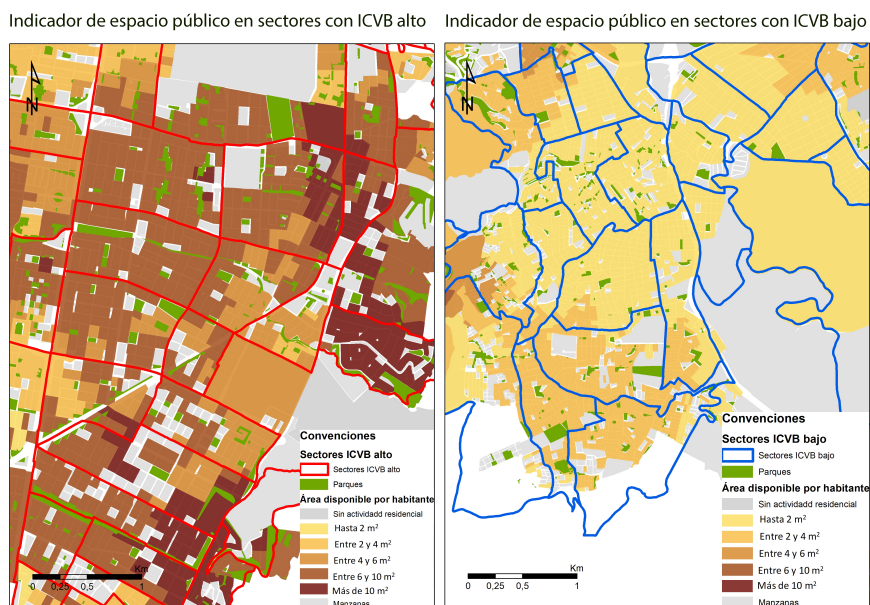 Indicador de espacio público en sectores con ICVB alto
N
Convenciones
Sectores ICVB alto
Sectores ICVB alto
Parques
Área disponible por habitante
Sin actividadd residencial
Hasta 2 m²
Entre 2 y 4 m²
Entre 4 y 6 m²
Entre 6 y 10 m²
Más de 10 m²
Manzanas
Km
0 0,25 0,5 1
Indicador de espacio público en sectores con ICVB bajo
N
Convenciones
Sectores ICVB bajo
Sectores ICVB bajo
Parques
Área disponible por habitante
Sin actividadd residencial
Hasta 2 m²
Entre 2 y 4 m²
Entre 4 y 6 m²
Entre 6 y 10 m²
Más de 10 m²
Manzanas
Km
0 0,25 0,5 1